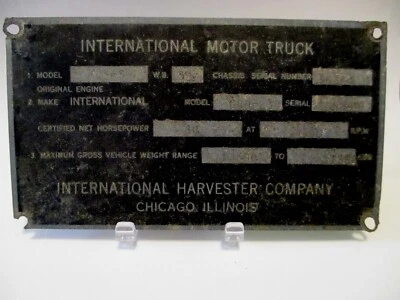 INTERNATIONAL MOTOR TRUCK
1. MODEL W.B. CHASSIS SERIAL NUMBER
ORIGINAL ENGINE
2. MAKE INTERNATIONAL MODEL SERIAL
CERTIFIED NET HORSEPOWER AT R.P.M.
3. MAXIMUM GROSS VEHICLE WEIGHT RANGE TO
INTERNATIONAL HARVESTER COMPANY
CHICAGO, ILLINOIS